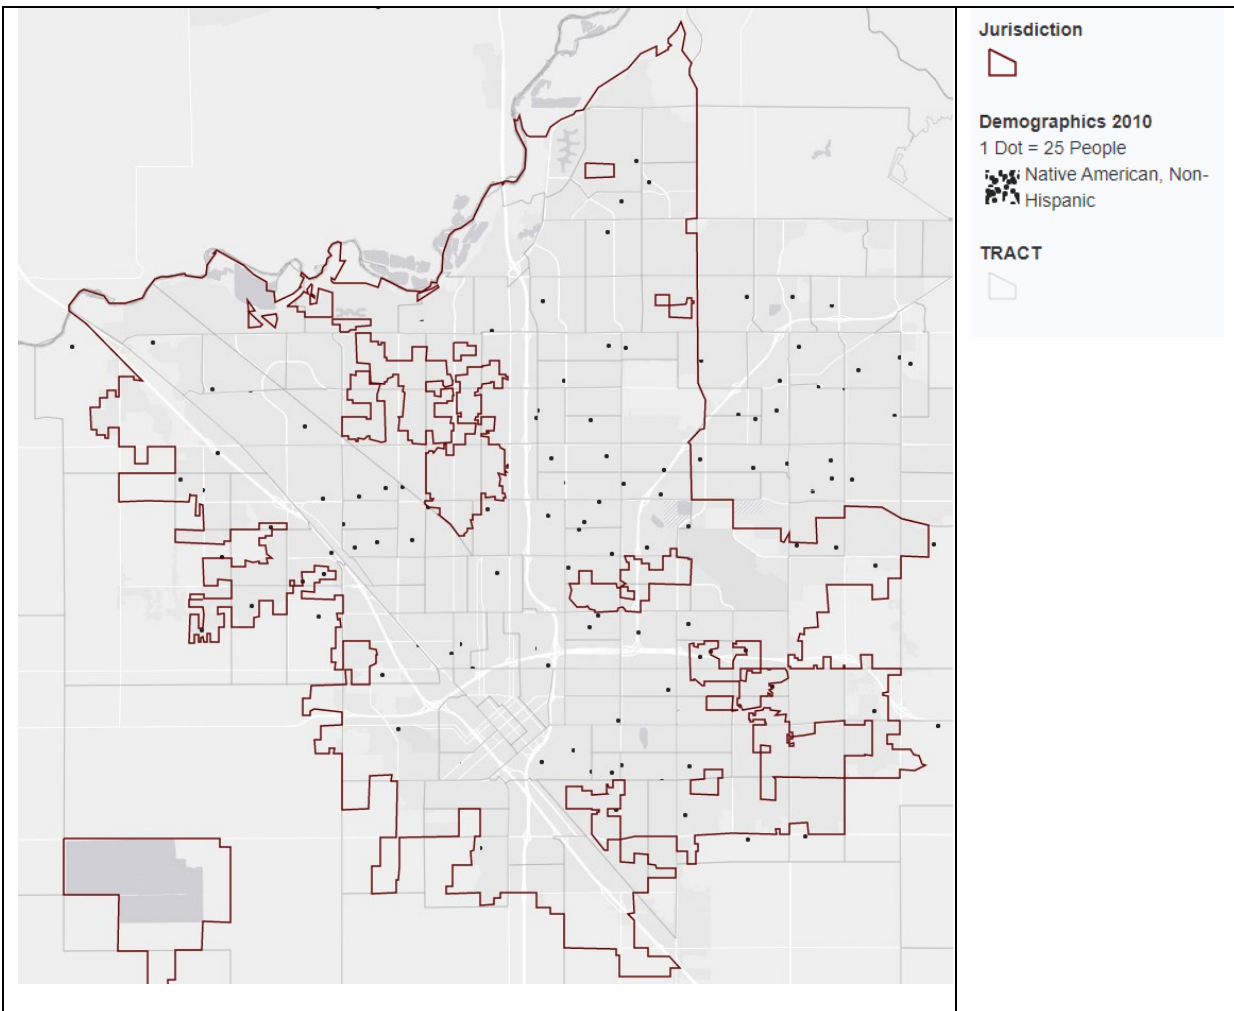 Jurisdiction
Demographics 2010
1 Dot = 25 People
Native American, Non-
Hispanic
TRACT